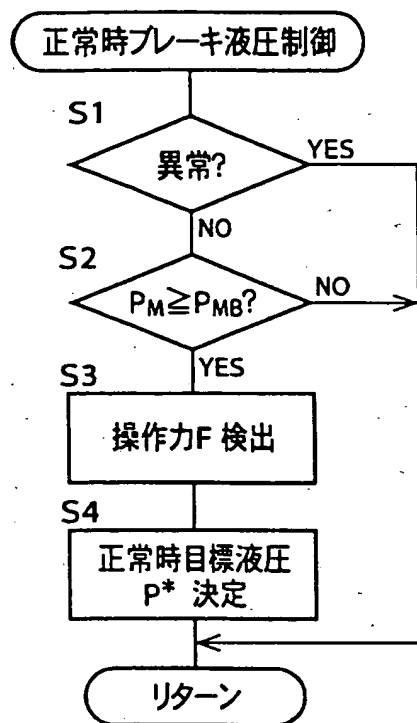 正常時ブレーキ液圧制御
S1
異常?
YES
NO
S2
PM≧PMB?
NO
YES
S3
操作力F 検出
S4
正常時目標液圧
P* 決定
リターン